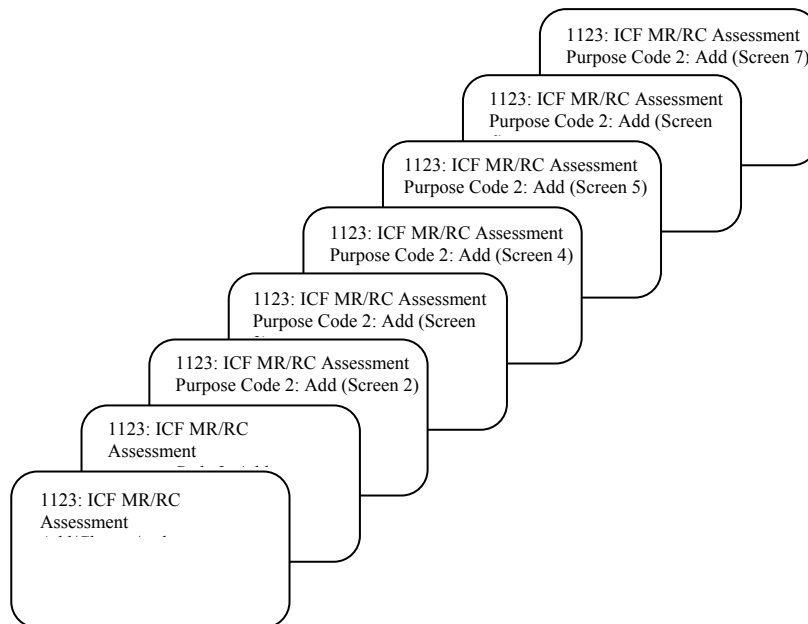 1123: ICF MR/RC Assessment
Purpose Code 2: Add (Screen 7)
1123: ICF MR/RC Assessment
Purpose Code 2: Add (Screen
1123: ICF MR/RC Assessment
Purpose Code 2: Add (Screen 5)
1123: ICF MR/RC Assessment
Purpose Code 2: Add (Screen 4)
1123: ICF MR/RC Assessment
Purpose Code 2: Add (Screen
1123: ICF MR/RC Assessment
Purpose Code 2: Add (Screen 2)
1123: ICF MR/RC
Assessment
1123: ICF MR/RC
Assessment